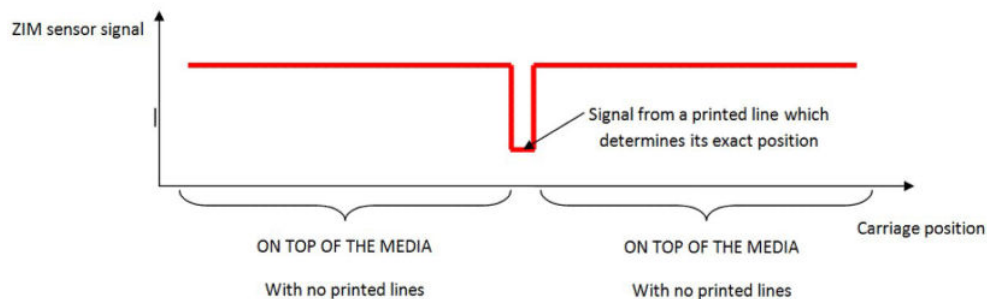 ZIM sensor signal
Signal from a printed line which
determines its exact position
Carriage position
ON TOP OF THE MEDIA
With no printed lines
ON TOP OF THE MEDIA
With no printed lines